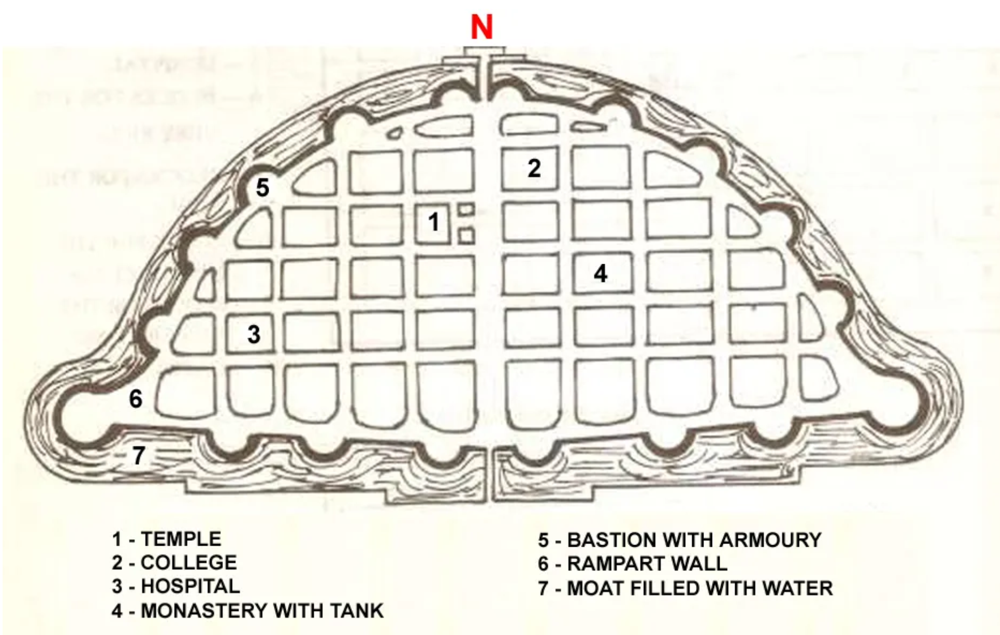 N
5
2
1
4
3
6
7
1 - TEMPLE
2 - COLLEGE
3 - HOSPITAL
4 - MONASTERY WITH TANK
5 - BASTION WITH ARMOURY
6 - RAMPART WALL
7 - MOAT FILLED WITH WATER